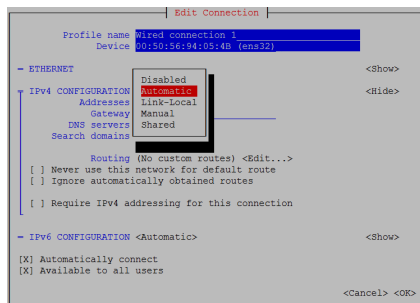 Edit Connection
Profile name Wired connection 1
Device 00:50:56:94:05:4B (ens32)
= ETHERNET <Show>
Disabled
= IPv4 CONFIGURATION Automatic <Hide>
Addresses Link-Local
Gateway Manual
DNS servers Shared
Search domains
Routing (No custom routes) <Edit...>
[ ] Never use this network for default route
[ ] Ignore automatically obtained routes
[ ] Require IPv4 addressing for this connection
= IPv6 CONFIGURATION <Automatic> <Show>
[X] Automatically connect
[X] Available to all users
<Cancel> <OK>